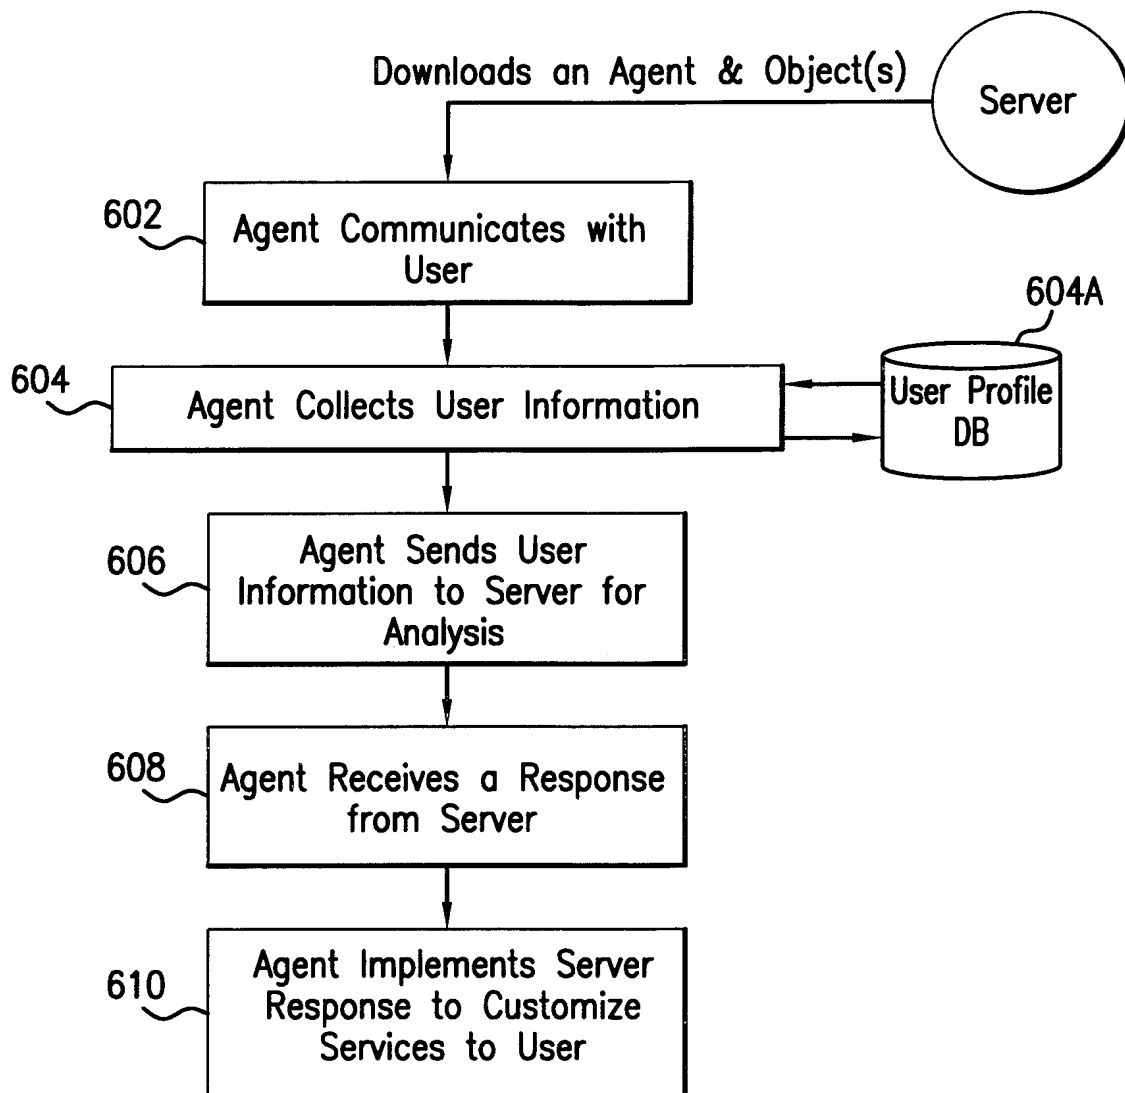 Downloads an Agent & Object(s)
Server
602
Agent Communicates with
User
604A
604
Agent Collects User Information
User Profile
DB
606
Agent Sends User
Information to Server for
Analysis
608
Agent Receives a Response
from Server
610
Agent Implements Server
Response to Customize
Services to User